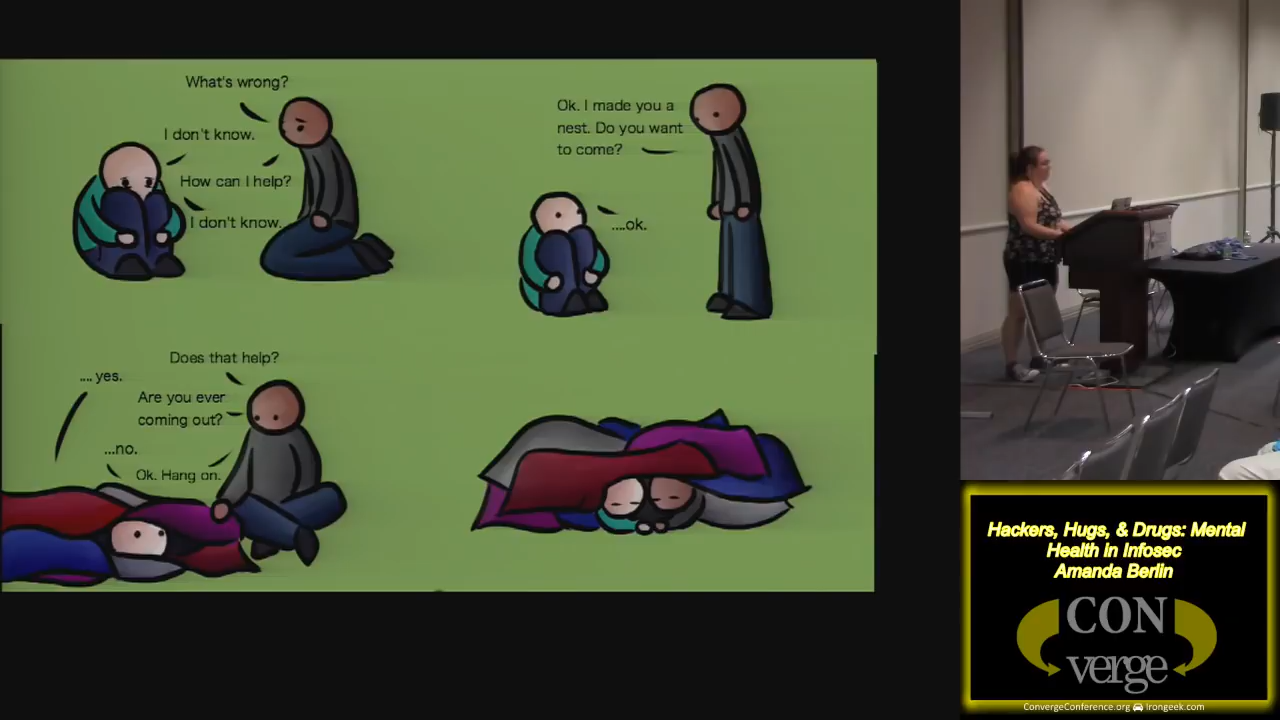 What's wrong?
I don't know.
How can I help?
I don't know.
Ok. I made you a
nest. Do you want
to come?
....ok.
Does that help?
.... yes.
Are you ever
coming out?
...no.
Ok. Hang on.
Hackers, Hugs, & Drugs: Mental
Health in Infosec
Amanda Berlin
CON
verge
ConvergeConference.org Irongeek.com